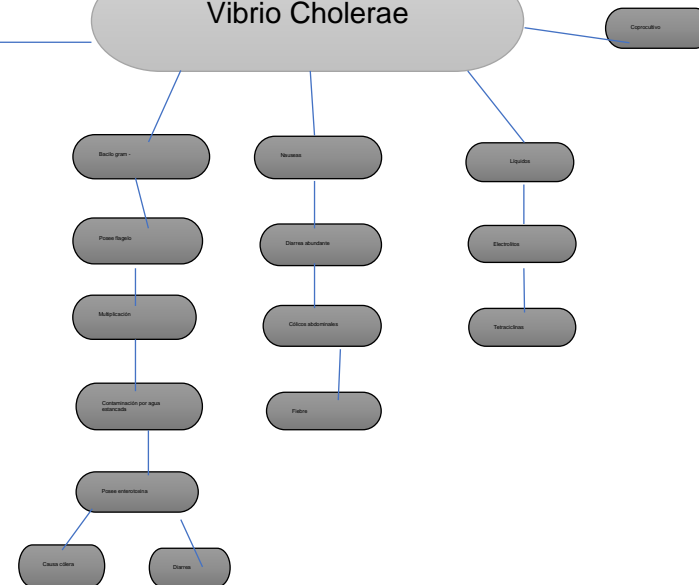 Vibrio Cholerae
Coprocultivo
Bacilo gram -
Nauseas
Líquidos
Posee flagelo
Diarrea abundante
Electrolitos
Multiplicación
Cólicos abdominales
Tetraciclinas
Contaminación por agua
estancada
Fiebre
Posee enterotoxina
Causa cólera
Diarrea